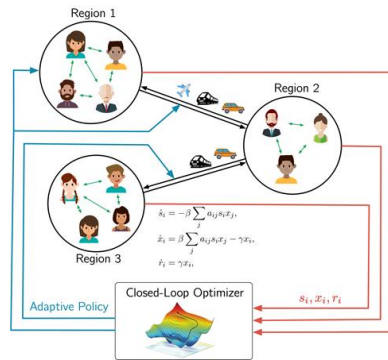 Region 1
Region 2
Region 3
ṡᵢ = −β ∑ⱼ aᵢⱼsᵢxⱼ,
ẋᵢ = β ∑ⱼ aᵢⱼsᵢxⱼ − γxᵢ,
ṙᵢ = γxᵢ,
sᵢ, xᵢ, rᵢ
Adaptive Policy
Closed-Loop Optimizer